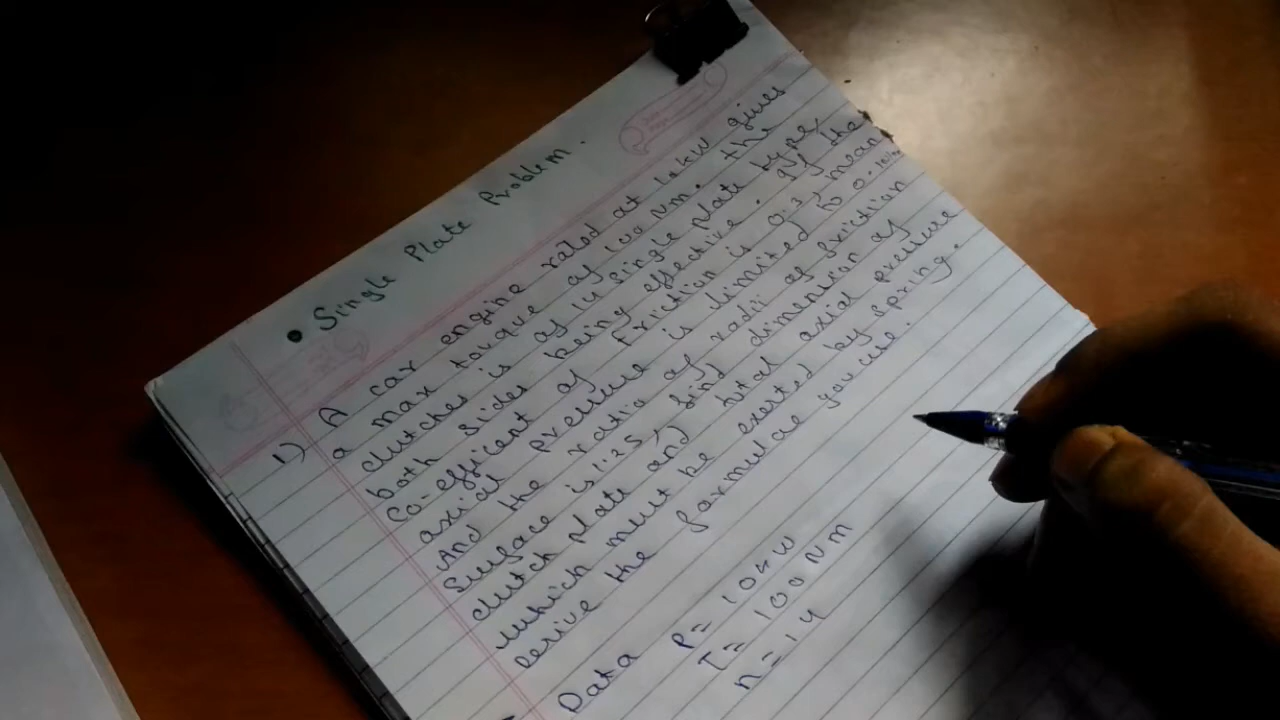 • Single Plate Problem.
1) A car engine rated at 10kW gives
a max torque of 100 Nm. The
clutches is of 14 single plate type,
both sides being effective. If the
Co-efficient of friction is 0.3, mean
axial pressure is limited to 0.
And the ratio of radii of friction
Surface is 1.25, find dimension of
clutch plate and total axial pressure
which must be exerted by spring.
Derive the formulae you use.
Data P = 10kW
T = 100 Nm
n = 14